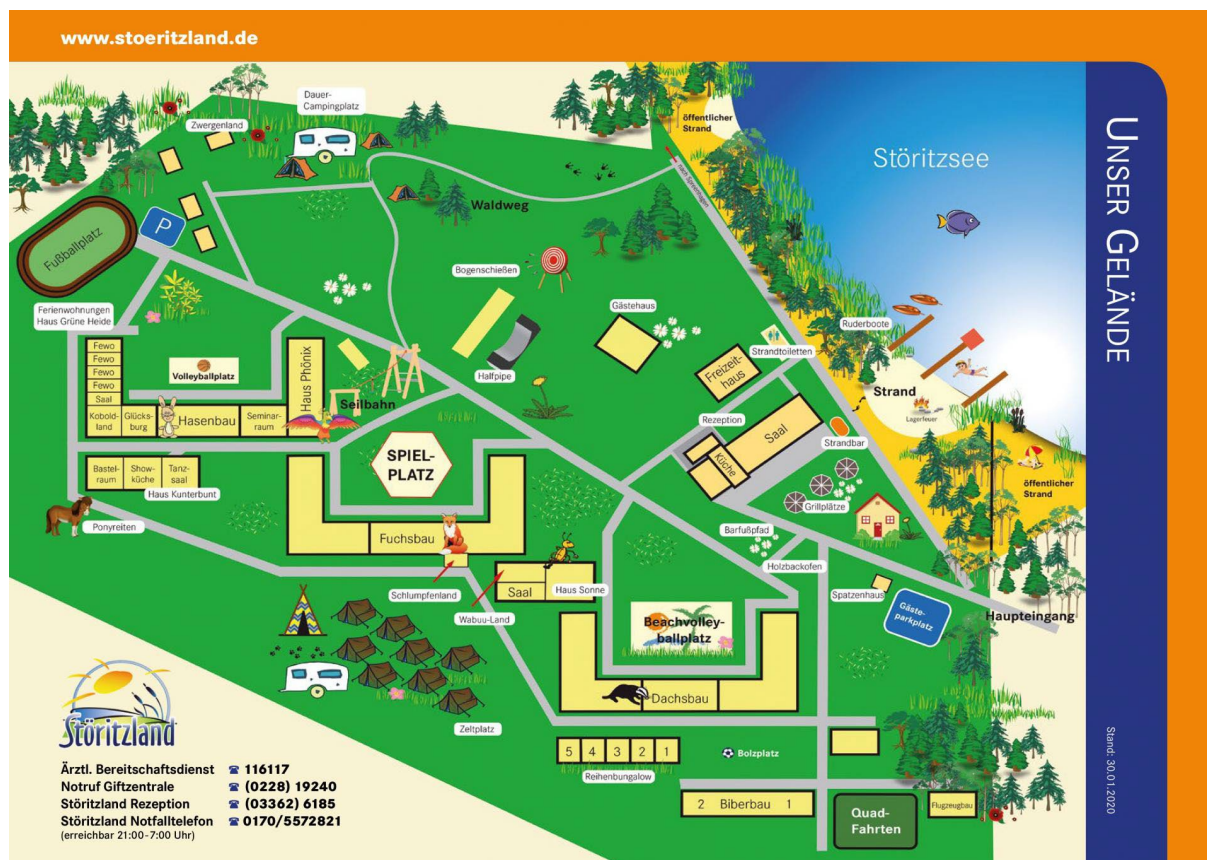 www.stoeritzland.de
UNSER GELÄNDE
Stand: 30.01.2020
Dauer-
Campingplatz
Zwergenland
öffentlicher
Strand
Störitzsee
nach Spreenhagen
Waldweg
P
Fußballplatz
Bogenschießen
Ferienwohnungen
Haus Grüne Heide
Gästehaus
Ruderboote
Strandtoiletten
Halfpipe
Freizeit-
haus
Strand
Lagerfeuer
Fewo
Fewo
Fewo
Fewo
Saal
Volleyballplatz
Haus Phönix
Seilbahn
Kobold-
land
Glücks-
burg
Hasenbau
Seminar-
raum
Rezeption
Saal
Küche
Strandbar
SPIEL-
PLATZ
Bastel-
raum
Show-
küche
Tanz-
saal
Haus Kunterbunt
öffentlicher
Strand
Grillplätze
Ponyreiten
Fuchsbau
Barfußpfad
Holzbackofen
Schlumpfenland
Saal
Haus Sonne
Wabuu-Land
Spatzenhaus
Gäste-
parkplatz
Haupteingang
Beachvolley-
ballplatz
Dachsbau
Zeltplatz
5 4 3 2 1
Reihenbungalow
Bolzplatz
2 Biberbau 1
Quad-
Fahrten
Flugzeugbau
Störitzland
Ärztl. Bereitschaftsdienst ☎ 116117
Notruf Giftzentrale ☎ (0228) 19240
Störitzland Rezeption ☎ (03362) 6185
Störitzland Notfalltelefon ☎ 0170/5572821
(erreichbar 21:00-7:00 Uhr)